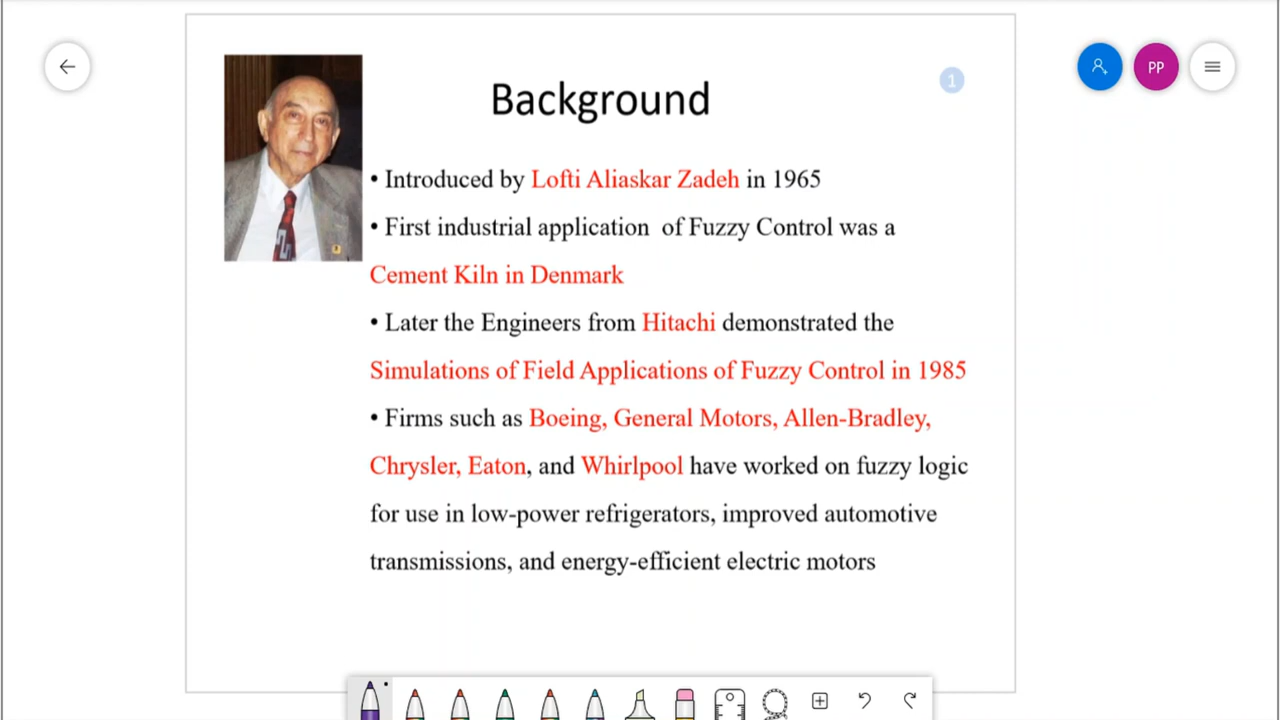 PP
1
Background
• Introduced by Lofti Aliaskar Zadeh in 1965
• First industrial application of Fuzzy Control was a
Cement Kiln in Denmark
• Later the Engineers from Hitachi demonstrated the
Simulations of Field Applications of Fuzzy Control in 1985
• Firms such as Boeing, General Motors, Allen-Bradley,
Chrysler, Eaton, and Whirlpool have worked on fuzzy logic
for use in low-power refrigerators, improved automotive
transmissions, and energy-efficient electric motors